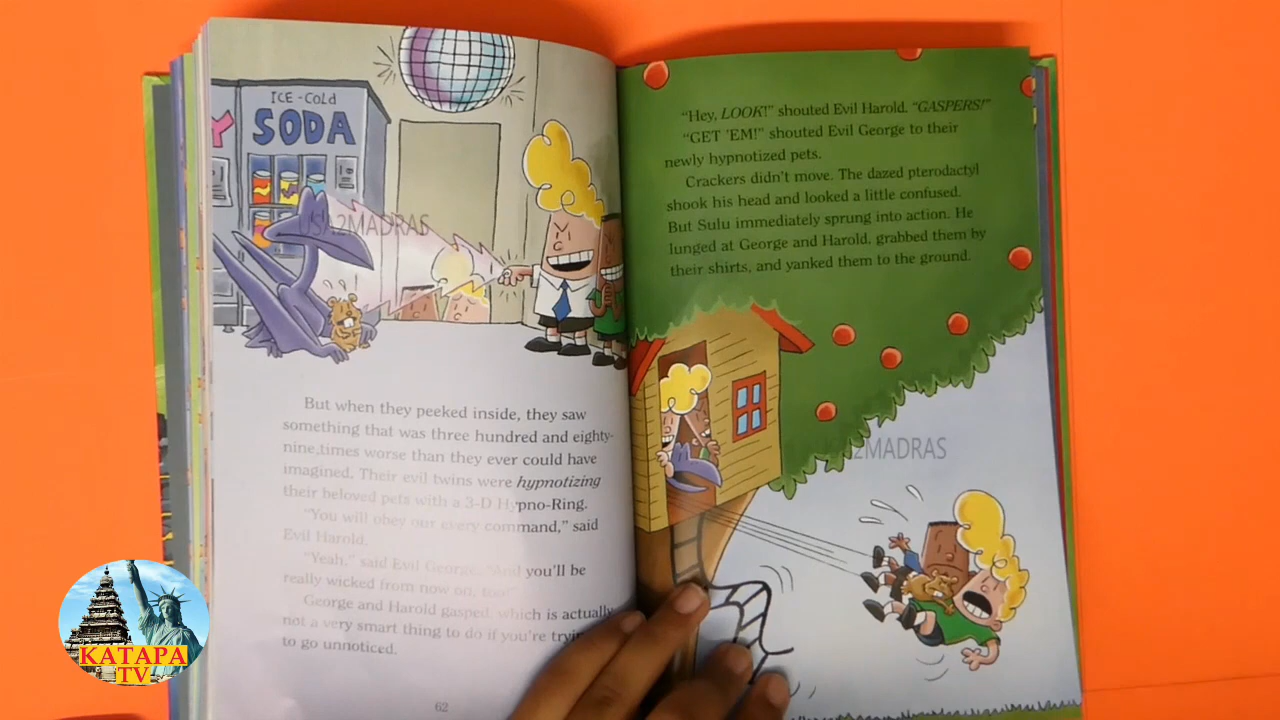 ICE-COLD
SODA
Y
USA2MADRAS
But when they peeked inside, they saw
something that was three hundred and eighty-
nine times worse than they ever could have
imagined. Their evil twins were hypnotizing
their beloved pets with a 3-D Hypno-Ring.
“You will obey our every command,” said
Evil Harold.
“Yeah,” said Evil George. “And you’ll be
really wicked from now on, too!”
George and Harold gasped, which is actually
not a very smart thing to do if you’re tryin
to go unnoticed.
62
“Hey, LOOK!” shouted Evil Harold. “GASPERS!”
“GET ’EM!” shouted Evil George to their
newly hypnotized pets.
Crackers didn’t move. The dazed pterodactyl
shook his head and looked a little confused.
But Sulu immediately sprung into action. He
lunged at George and Harold, grabbed them by
their shirts, and yanked them to the ground.
A2MADRAS
KATAPA
TV